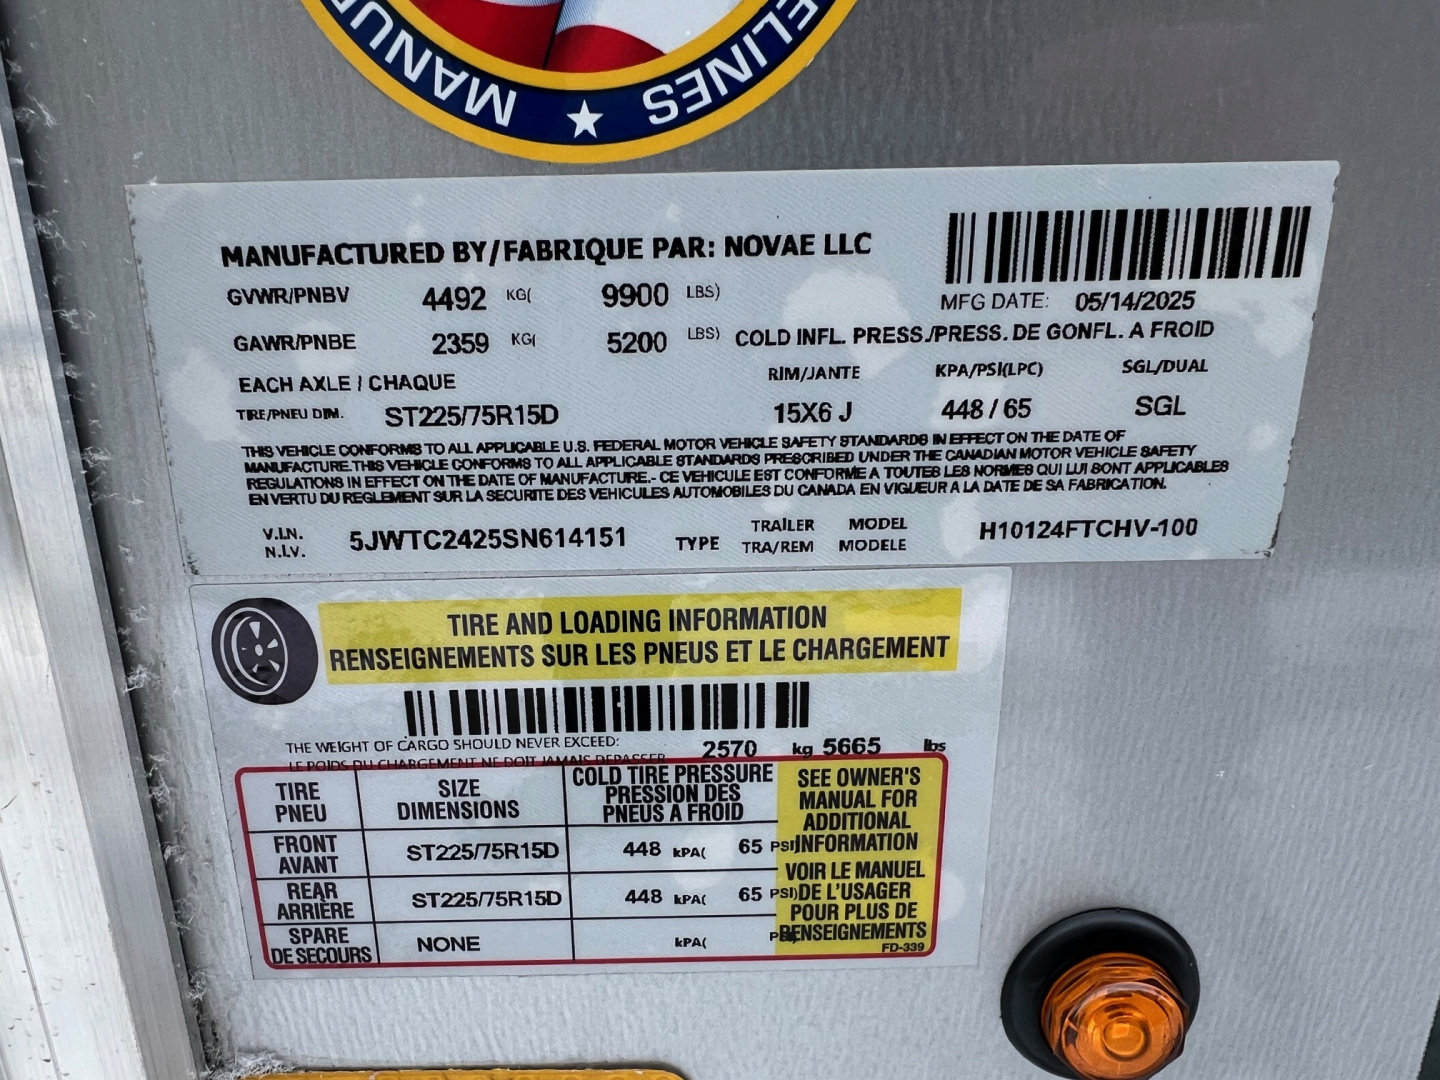 MANUF
ELINES
MANUFACTURED BY/FABRIQUE PAR: NOVAE LLC
GVWR/PNBV 4492 KG( 9900 LBS)
MFG DATE: 05/14/2025
GAWR/PNBE 2359 KG( 5200 LBS) COLD INFL. PRESS./PRESS. DE GONFL. A FROID
EACH AXLE / CHAQUE RIM/JANTE KPA/PSI(LPC) SGL/DUAL
TIRE/PNEU DIM. ST225/75R15D 15X6 J 448 / 65 SGL
THIS VEHICLE CONFORMS TO ALL APPLICABLE U.S. FEDERAL MOTOR VEHICLE SAFETY STANDARDS IN EFFECT ON THE DATE OF
MANUFACTURE.THIS VEHICLE CONFORMS TO ALL APPLICABLE STANDARDS PRESCRIBED UNDER THE CANADIAN MOTOR VEHICLE SAFETY
REGULATIONS IN EFFECT ON THE DATE OF MANUFACTURE.- CE VEHICULE EST CONFORME A TOUTES LES NORMES QUI LUI SONT APPLICABLES
EN VERTU DU REGLEMENT SUR LA SECURITE DES VEHICULES AUTOMOBILES DU CANADA EN VIGUEUR A LA DATE DE SA FABRICATION.
V.I.N. 5JWTC2425SN614151 TYPE TRAILER MODEL H10124FTCHV-100
N.I.V. TRA/REM MODELE
TIRE AND LOADING INFORMATION
RENSEIGNEMENTS SUR LES PNEUS ET LE CHARGEMENT
THE WEIGHT OF CARGO SHOULD NEVER EXCEED: 2570 kg 5665 lbs
LE POIDS DU CHARGEMENT NE DOIT JAMAIS DEPASSER
TIRE SIZE COLD TIRE PRESSURE
PNEU DIMENSIONS PRESSION DES
PNEUS A FROID
FRONT ST225/75R15D 448 kPA( 65 PSI)
AVANT
REAR ST225/75R15D 448 kPA( 65 PSI)
ARRIÈRE
SPARE NONE kPA( PSI)
DE SECOURS
SEE OWNER'S
MANUAL FOR
ADDITIONAL
INFORMATION
VOIR LE MANUEL
DE L'USAGER
POUR PLUS DE
RENSEIGNEMENTS
FD-339